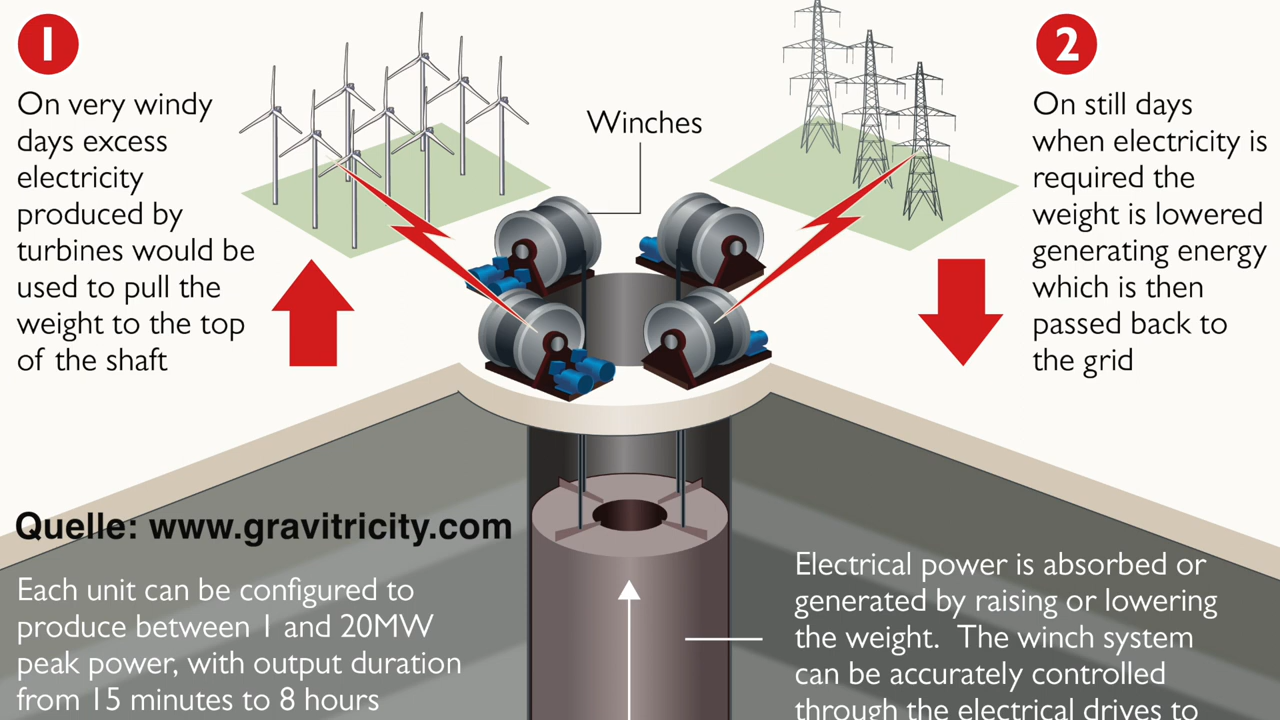 1
On very windy
days excess
electricity
produced by
turbines would be
used to pull the
weight to the top
of the shaft
Winches
2
On still days
when electricity is
required the
weight is lowered
generating energy
which is then
passed back to
the grid
Quelle: www.gravitricity.com
Each unit can be configured to
produce between 1 and 20MW
peak power, with output duration
from 15 minutes to 8 hours
Electrical power is absorbed or
generated by raising or lowering
the weight. The winch system
can be accurately controlled
through the electrical drives to